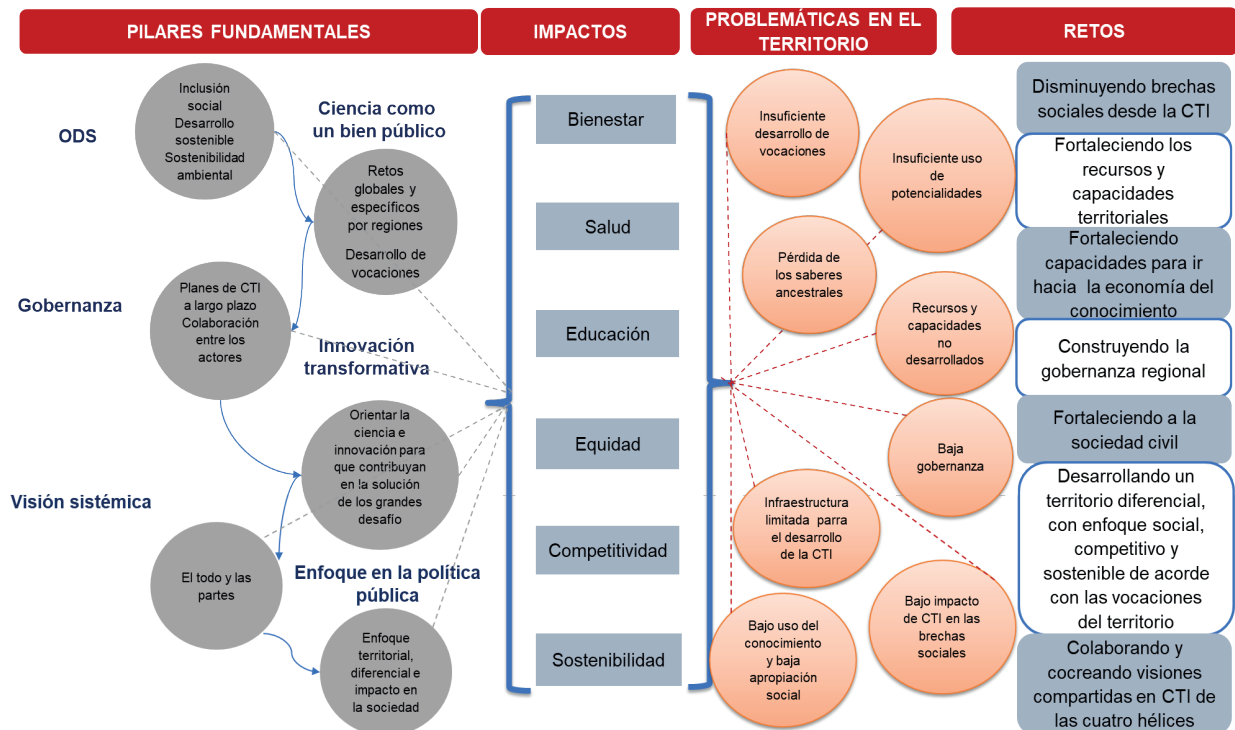 PILARES FUNDAMENTALES
IMPACTOS
PROBLEMÁTICAS EN EL
TERRITORIO
RETOS
ODS
Inclusión
social
Desarrollo
sostenible
Sostenibilidad
ambiental
Ciencia como
un bien público
Retos
globales y
específicos
por regiones
Desarrollo de
vocaciones
Gobernanza
Planes de CTI
a largo plazo
Colaboración
entre los
actores
Innovación
transformativa
Orientar la
ciencia e
innovación para
que contribuyan
en la solución
de los grandes
desafío
Visión sistémica
El todo y las
partes
Enfoque en la política
pública
Enfoque
territorial,
diferencial e
impacto en
la sociedad
Bienestar
Salud
Educación
Equidad
Competitividad
Sostenibilidad
Insuficiente
desarrollo de
vocaciones
Insuficiente uso
de
potencialidades
Pérdida de
los saberes
ancestrales
Recursos y
capacidades
no
desarrollados
Baja
gobernanza
Infraestructura
limitada parra
el desarrollo
de la CTI
Bajo impacto
de CTI en las
brechas
sociales
Bajo uso del
conocimiento
y baja
apropiación
social
Disminuyendo brechas
sociales desde la CTI
Fortaleciendo los
recursos y
capacidades
territoriales
Fortaleciendo
capacidades para ir
hacia la economía del
conocimiento
Construyendo la
gobernanza regional
Fortaleciendo a la
sociedad civil
Desarrollando un
territorio diferencial,
con enfoque social,
competitivo y
sostenible de acorde
con las vocaciones
del territorio
Colaborando y
cocreando visiones
compartidas en CTI de
las cuatro hélices